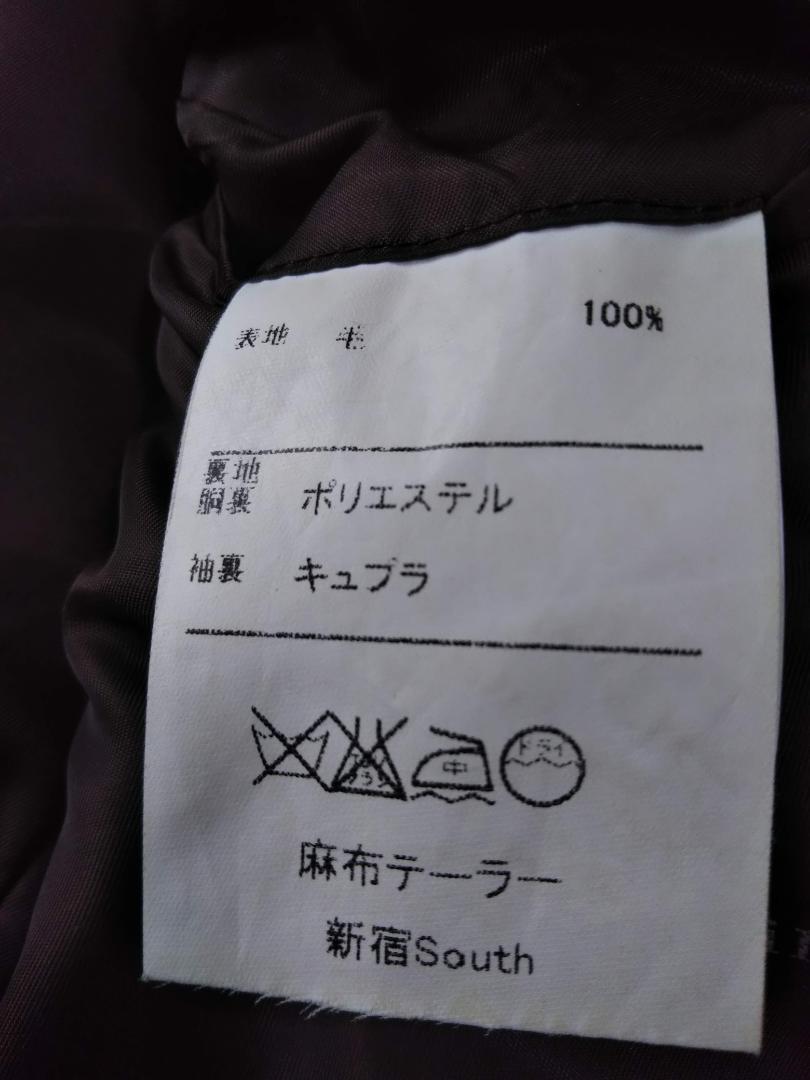 表地 毛 100%
裏地
胴裏 ポリエステル
袖裏 キュプラ
中 ドライ
麻布テーラー
新宿South